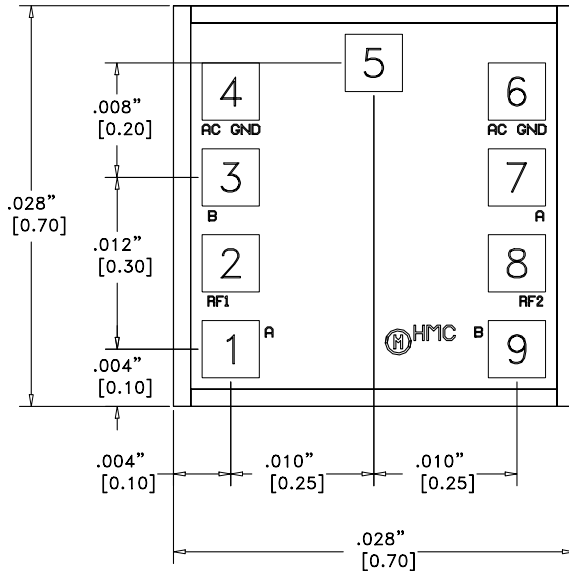 5
4
6
.008"
[0.20]
AC GND
AC GND
3
7
.028"
[0.70]
B
A
.012"
[0.30]
2
8
RF1
RF2
1
A
M
HMC
B
9
.004"
[0.10]
.004"
[0.10]
.010"
[0.25]
.010"
[0.25]
.028"
[0.70]